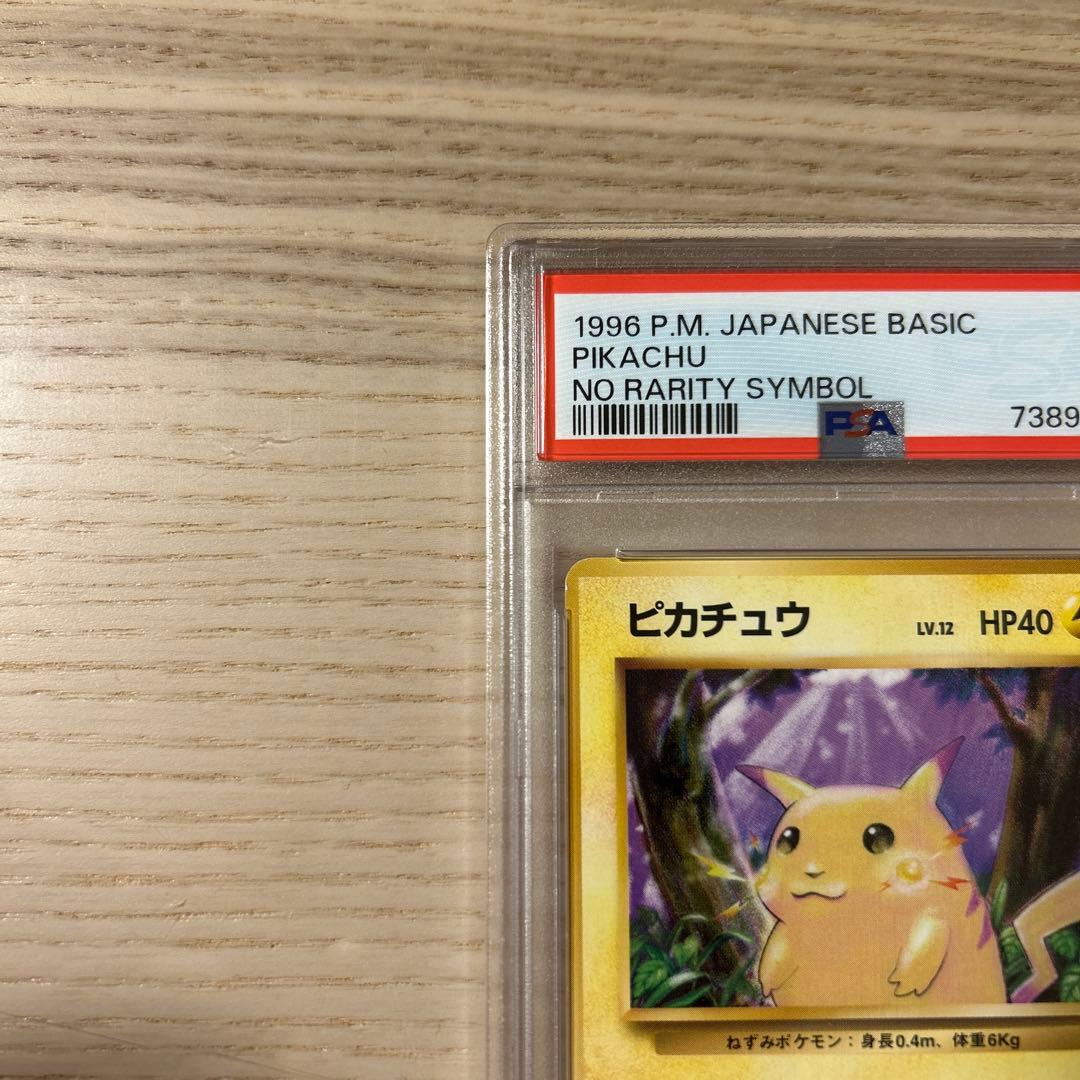 1996 P.M. JAPANESE BASIC
PIKACHU
NO RARITY SYMBOL
PSA 7389
ピカチュウ LV.12 HP40
ねずみポケモン：身長0.4m、体重6Kg